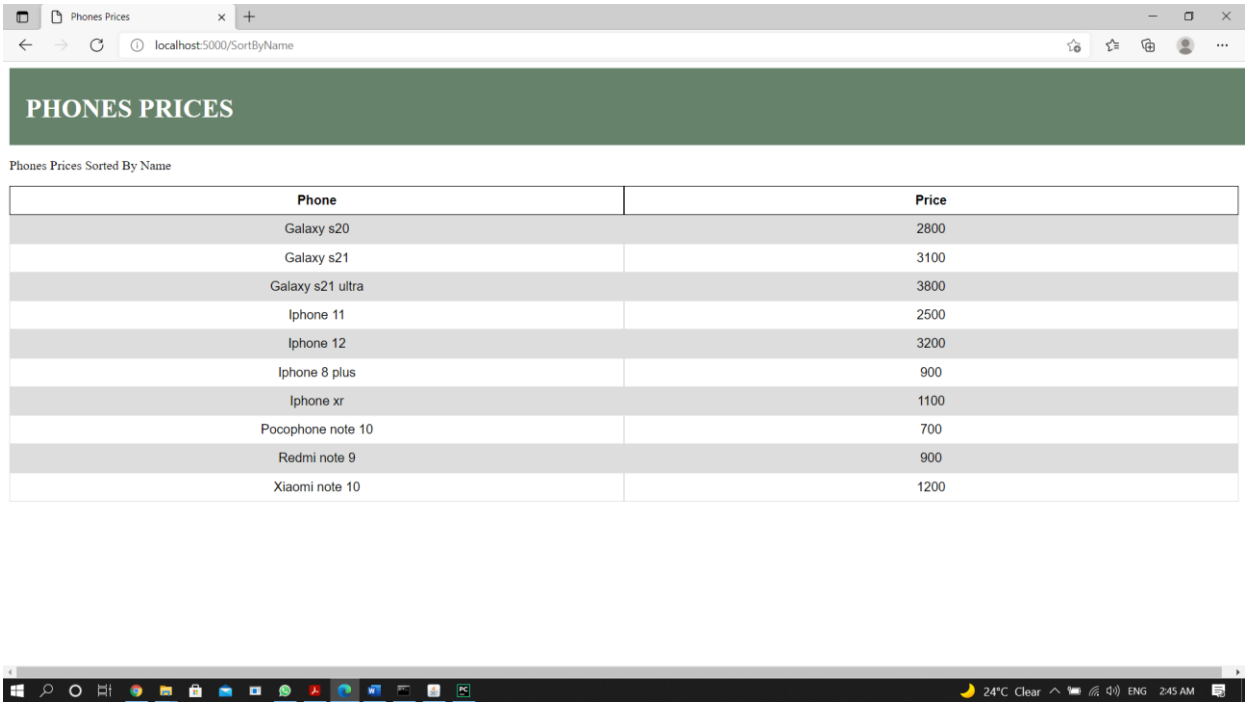 Phones Prices
localhost:5000/SortByName
PHONES PRICES
Phones Prices Sorted By Name
Phone Price
Galaxy s20 2800
Galaxy s21 3100
Galaxy s21 ultra 3800
Iphone 11 2500
Iphone 12 3200
Iphone 8 plus 900
Iphone xr 1100
Pocophone note 10 700
Redmi note 9 900
Xiaomi note 10 1200
24°C Clear ENG 2:45 AM